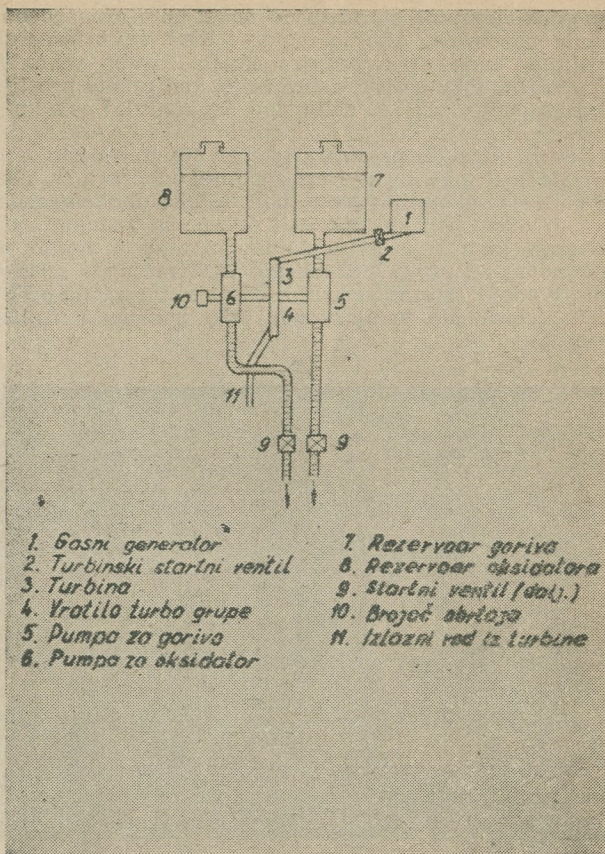 8
7
1
2
3
10
6
4
5
11
9
9
1. Gasni generator
2. Turbinski startni ventil
3. Turbina
4. Vratilo turbo grupe
5. Pumpa za gorivo
6. Pumpa za oksidator
7. Rezervoar goriva
8. Rezervoar oksidatora
9. Startni ventil (dalj.)
10. Brojač obrtaja
11. Izlazni vod iz turbine